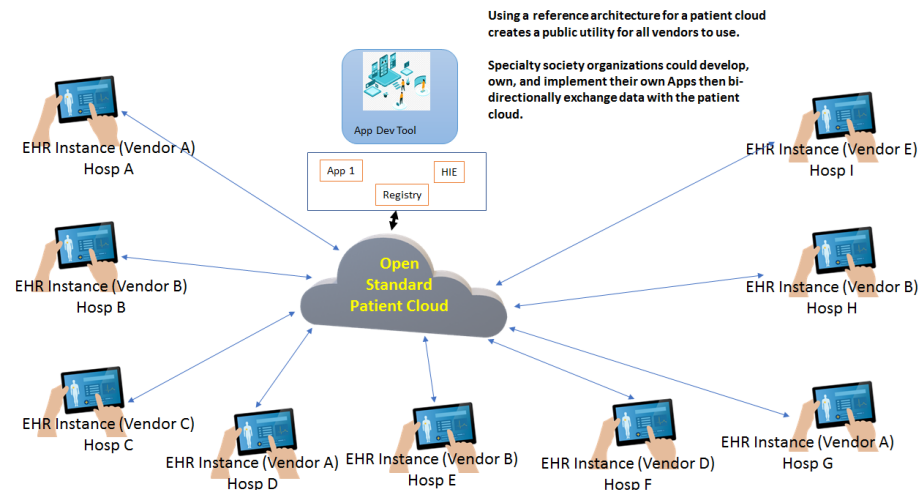 Using a reference architecture for a patient cloud
creates a public utility for all vendors to use.
Specialty society organizations could develop,
own, and implement their own Apps then bi-
directionally exchange data with the patient
cloud.
App Dev Tool
App 1
HIE
Registry
Open
Standard
Patient Cloud
EHR Instance (Vendor A)
Hosp A
EHR Instance (Vendor E)
Hosp I
EHR Instance (Vendor B)
Hosp B
EHR Instance (Vendor B)
Hosp H
EHR Instance (Vendor C)
Hosp C
EHR Instance (Vendor A)
Hosp D
EHR Instance (Vendor B)
Hosp E
EHR Instance (Vendor D)
Hosp F
EHR Instance (Vendor A)
Hosp G